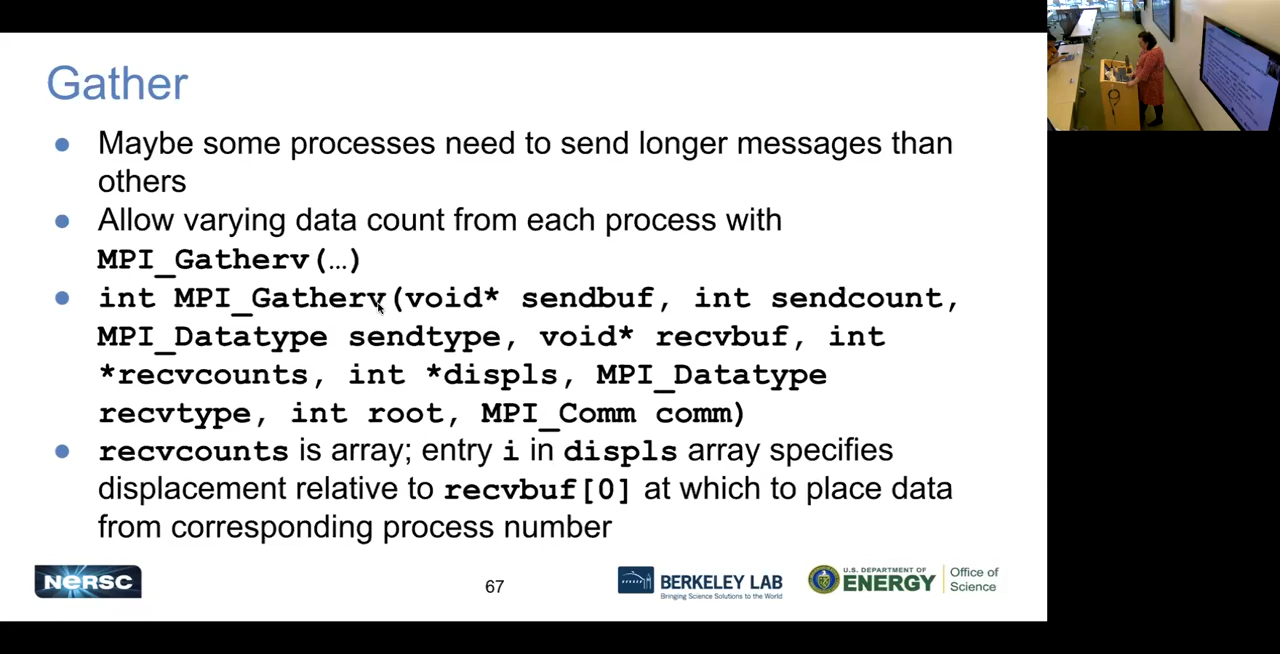 Gather
● Maybe some processes need to send longer messages than
others
● Allow varying data count from each process with
MPI_Gatherv(…)
● int MPI_Gatherv(void* sendbuf, int sendcount,
MPI_Datatype sendtype, void* recvbuf, int
*recvcounts, int *displs, MPI_Datatype
recvtype, int root, MPI_Comm comm)
● recvcounts is array; entry i in displs array specifies
displacement relative to recvbuf[0] at which to place data
from corresponding process number
NERSC
67
BERKELEY LAB
Bringing Science Solutions to the World
U.S. DEPARTMENT OF
ENERGY
Office of
Science